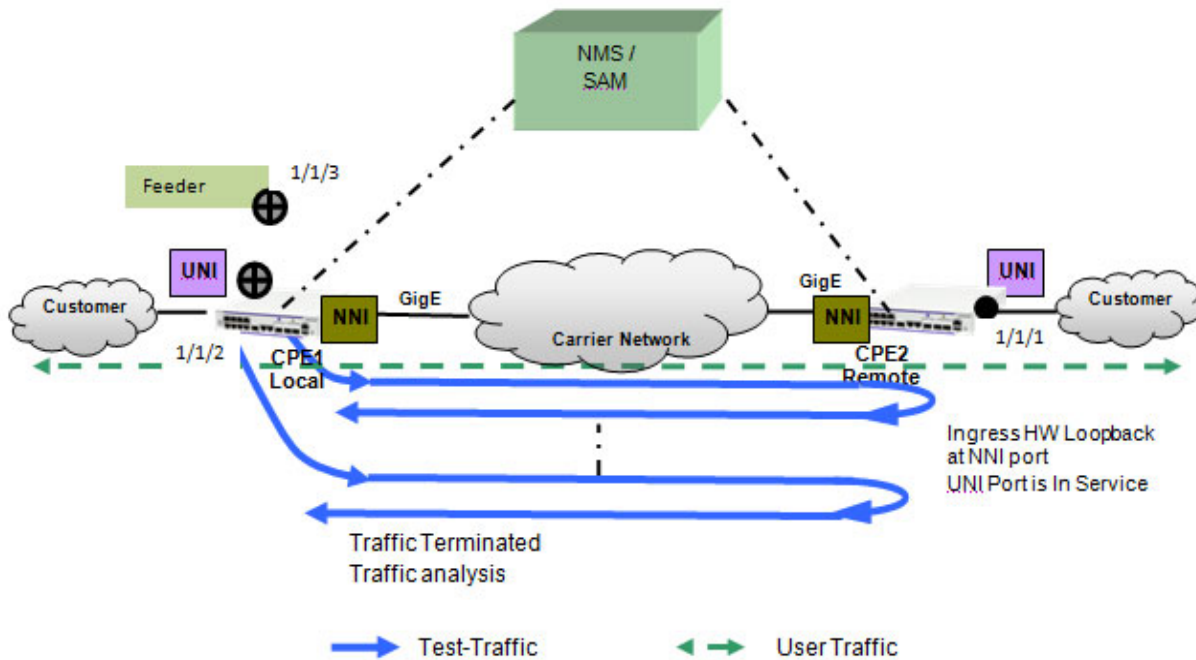 NMS /
SAM
1/1/3
Feeder
UNI
UNI
Customer
NNI
GigE
Carrier Network
GigE
NNI
Customer
1/1/2
CPE1
Local
CPE2
Remote
1/1/1
Ingress HW Loopback
at NNI port
UNI Port is In Service
Traffic Terminated
Traffic analysis
Test-Traffic
User Traffic